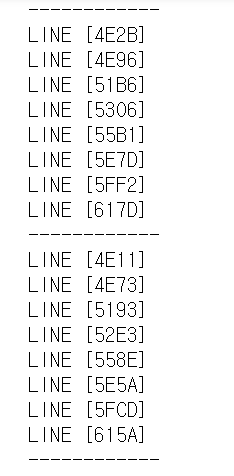 ------------
LINE [4E2B]
LINE [4E96]
LINE [51B6]
LINE [5306]
LINE [55B1]
LINE [5E7D]
LINE [5FF2]
LINE [617D]
------------
LINE [4E11]
LINE [4E73]
LINE [5193]
LINE [52E3]
LINE [558E]
LINE [5E5A]
LINE [5FCD]
LINE [615A]
------------